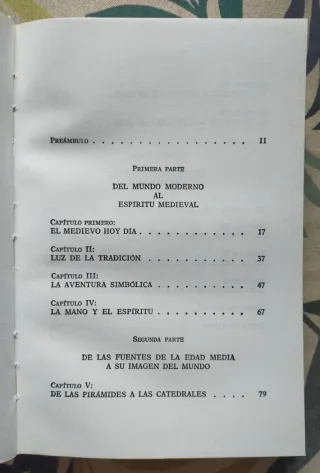 PREÁMBULO . . . . . . . . . . . . . . . . . 11
PRIMERA PARTE
DEL MUNDO MODERNO
AL
ESPIRITU MEDIEVAL
CAPÍTULO PRIMERO:
EL MEDIEVO HOY DIA . . . . . . . . . . . 17
CAPÍTULO II:
LUZ DE LA TRADICIÓN . . . . . . . . . . 37
CAPÍTULO III:
LA AVENTURA SIMBÓLICA . . . . . . . . . 47
CAPÍTULO IV:
LA MANO Y EL ESPÍRITU . . . . . . . . . 67
SEGUNDA PARTE
DE LAS FUENTES DE LA EDAD MEDIA
A SU IMAGEN DEL MUNDO
CAPÍTULO V:
DE LAS PIRÁMIDES A LAS CATEDRALES . . . . 79